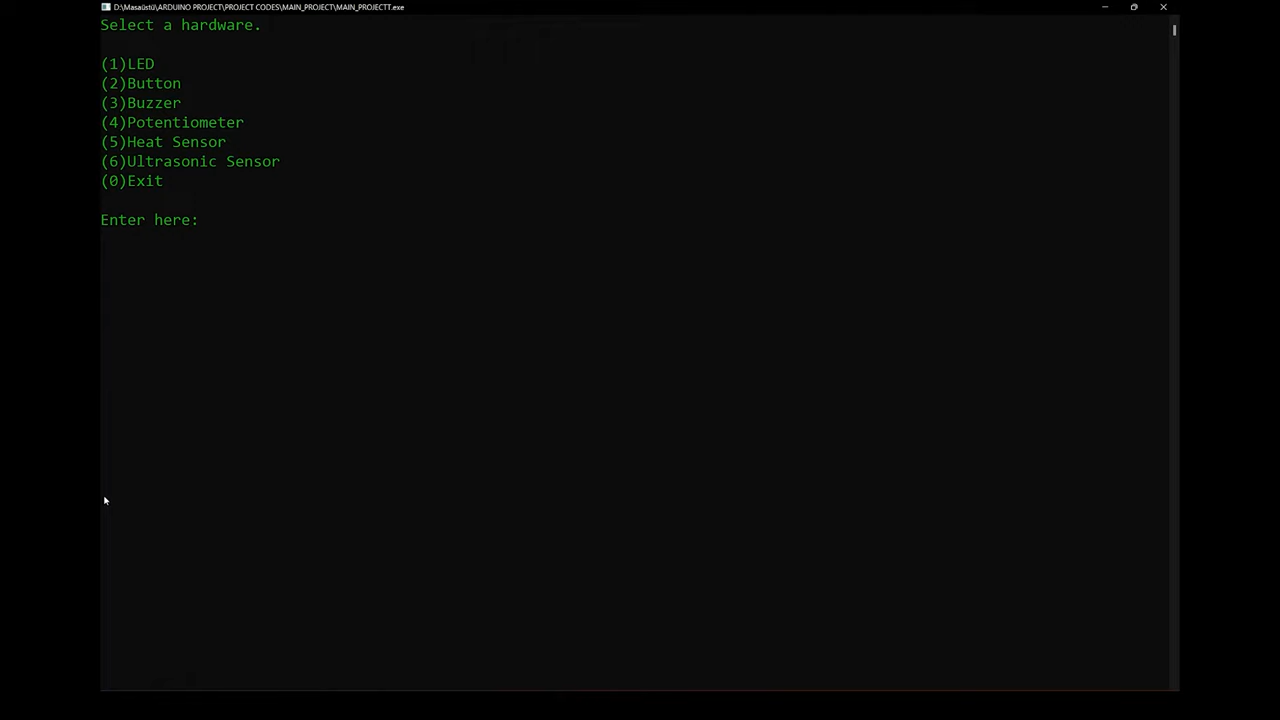 D:\Masaüstü\ARDUINO PROJECT\PROJECT CODES\MAIN_PROJECT\MAIN_PROJECTT.exe
Select a hardware.
(1)LED
(2)Button
(3)Buzzer
(4)Potentiometer
(5)Heat Sensor
(6)Ultrasonic Sensor
(0)Exit
Enter here: